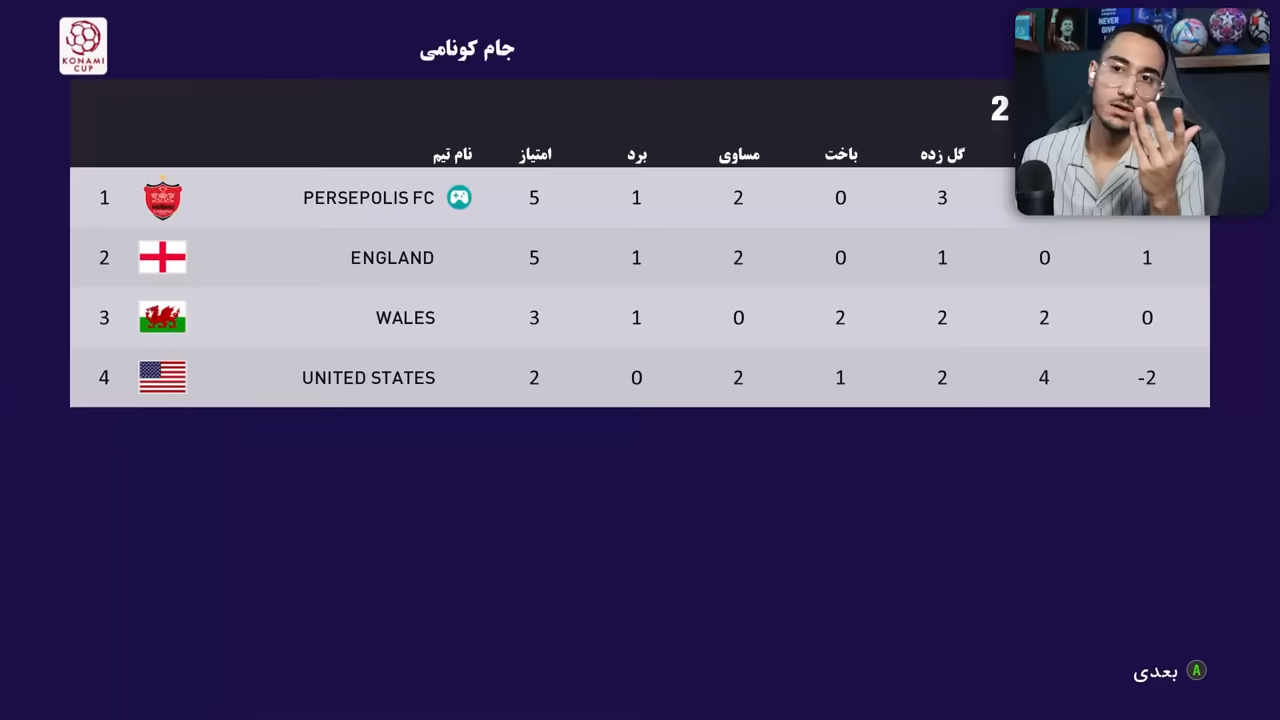 KONAMI
CUP
جام کونامی
2
NEVER
GIVE
نام تیم امتیاز برد مساوی باخت گل زده
1 PERSEPOLIS FC 5 1 2 0 3
2 ENGLAND 5 1 2 0 1 0 1
3 WALES 3 1 0 2 2 2 0
4 UNITED STATES 2 0 2 1 2 4 -2
بعدی A